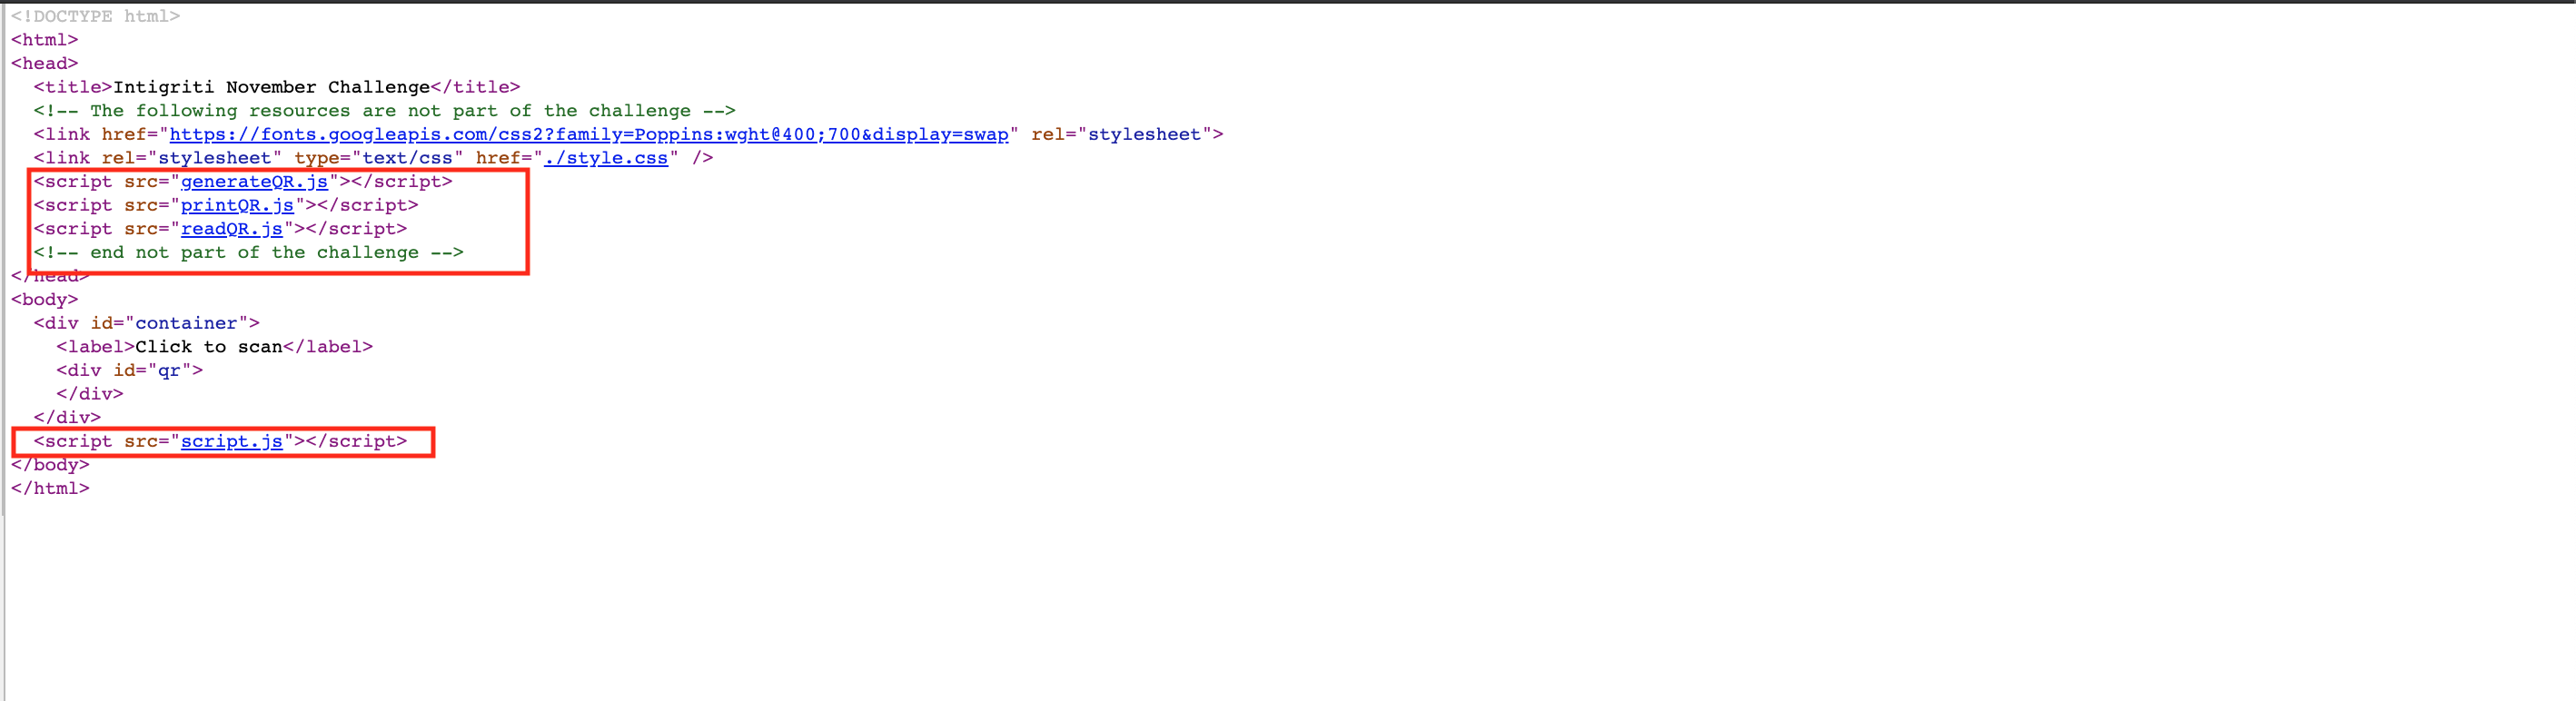 <!DOCTYPE html>
<html>
<head>
<title>Intigriti November Challenge</title>
<!-- The following resources are not part of the challenge -->
<link href="https://fonts.googleapis.com/css2?family=Poppins:wght@400;700&display=swap" rel="stylesheet">
<link rel="stylesheet" type="text/css" href="./style.css" />
<script src="generateQR.js"></script>
<script src="printQR.js"></script>
<script src="readQR.js"></script>
<!-- end not part of the challenge -->
</head>
<body>
<div id="container">
<label>Click to scan</label>
<div id="qr">
</div>
</div>
<script src="script.js"></script>
</body>
</html>